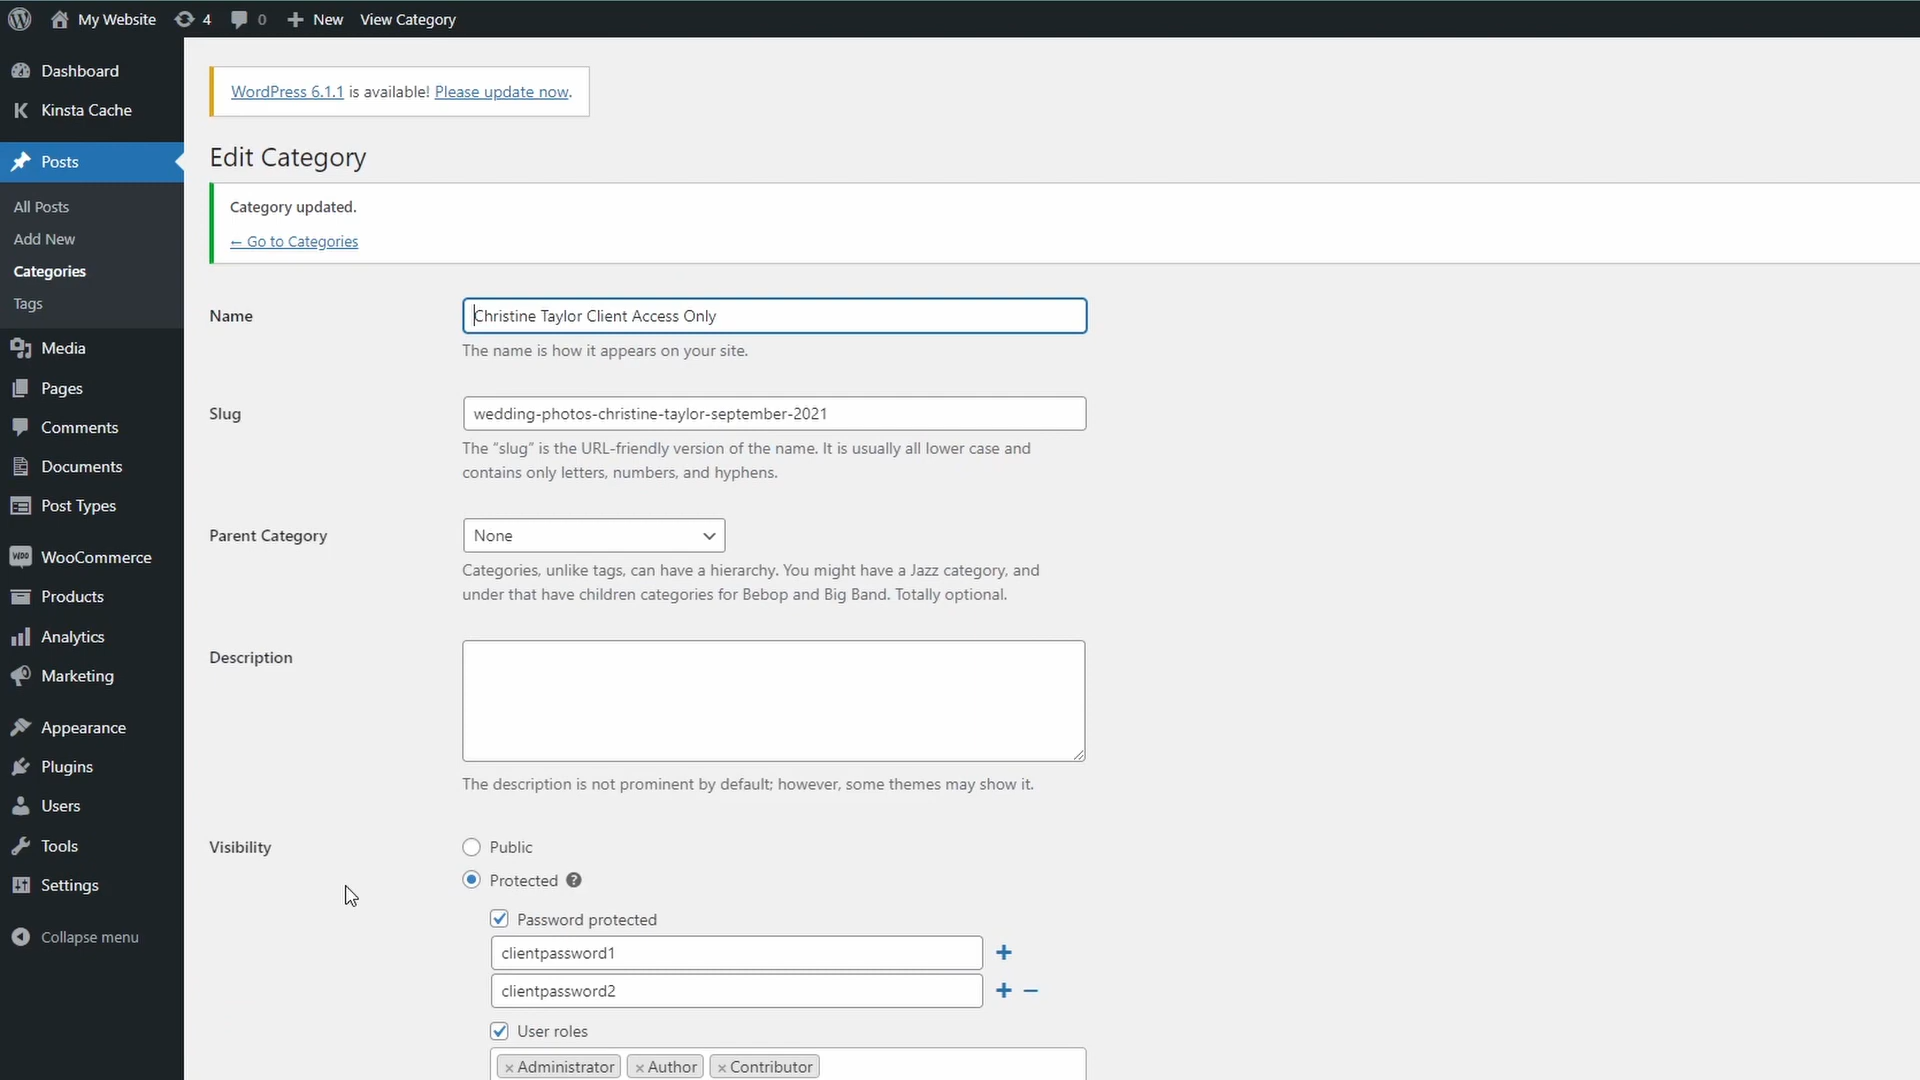 My Website
4
0
New
View Category
Dashboard
Kinsta Cache
Posts
All Posts
Add New
Categories
Tags
Media
Pages
Comments
Documents
Post Types
WooCommerce
Products
Analytics
Marketing
Appearance
Plugins
Users
Tools
Settings
Collapse menu
WordPress 6.1.1 is available! Please update now.
Edit Category
Category updated.
← Go to Categories
Name
Christine Taylor Client Access Only
The name is how it appears on your site.
Slug
wedding-photos-christine-taylor-september-2021
The “slug” is the URL-friendly version of the name. It is usually all lower case and
contains only letters, numbers, and hyphens.
Parent Category
None
Categories, unlike tags, can have a hierarchy. You might have a Jazz category, and
under that have children categories for Bebop and Big Band. Totally optional.
Description
The description is not prominent by default; however, some themes may show it.
Visibility
Public
Protected ?
Password protected
clientpassword1
+
clientpassword2
+ −
User roles
× Administrator × Author × Contributor